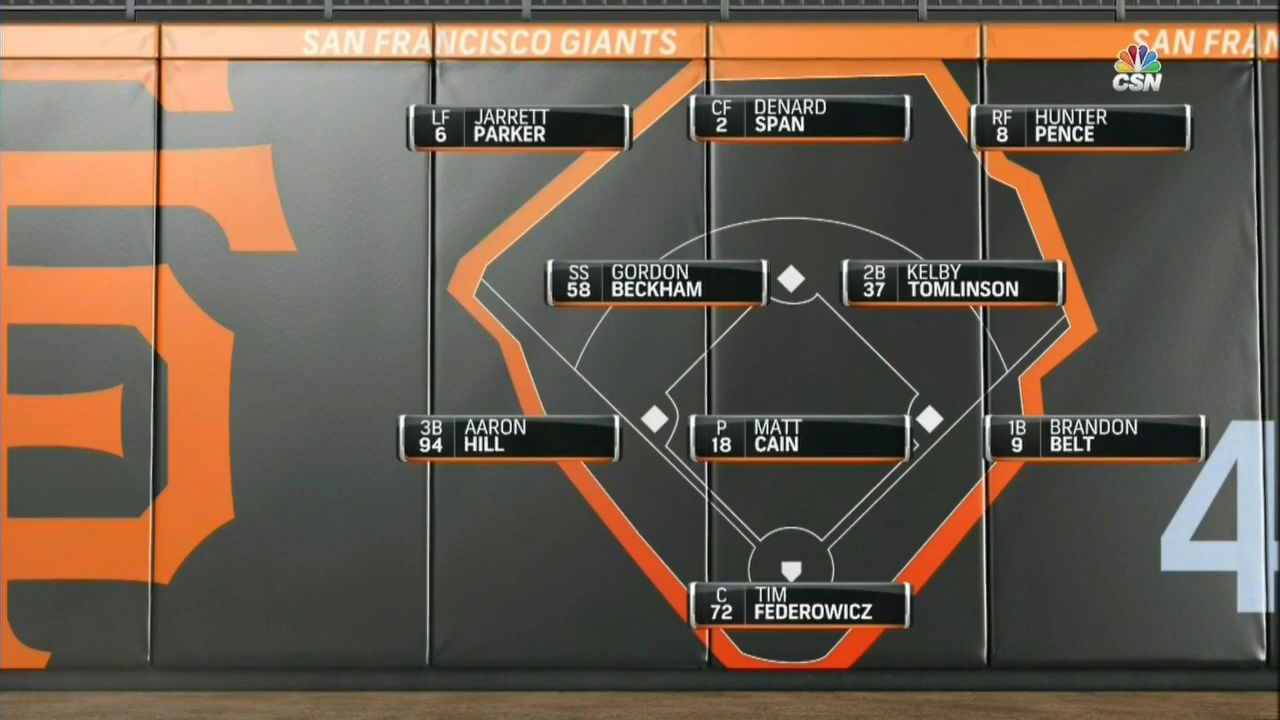 SAN FRANCISCO GIANTS
SAN FRAN
CSN
LF JARRETT
6 PARKER
CF DENARD
2 SPAN
RF HUNTER
8 PENCE
SS GORDON
58 BECKHAM
2B KELBY
37 TOMLINSON
3B AARON
94 HILL
P MATT
18 CAIN
1B BRANDON
9 BELT
4
C TIM
72 FEDEROWICZ